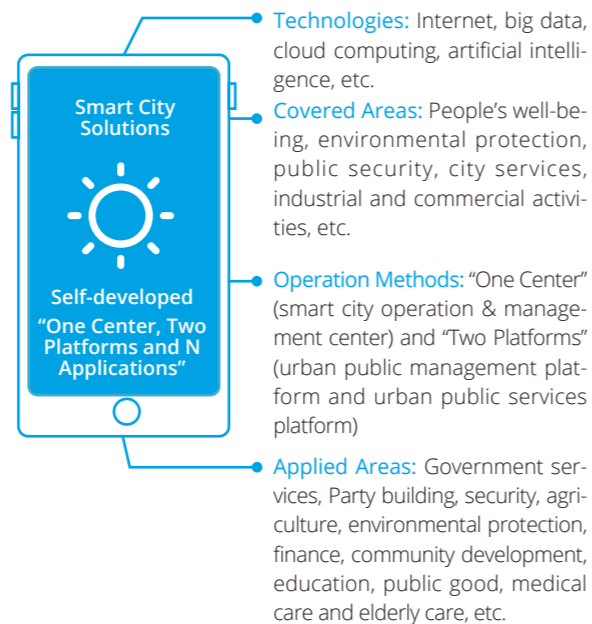 Smart City
Solutions
Self-developed
“One Center, Two
Platforms and N
Applications”
Technologies: Internet, big data,
cloud computing, artificial intelli-
gence, etc.
Covered Areas: People’s well-be-
ing, environmental protection,
public security, city services,
industrial and commercial activi-
ties, etc.
Operation Methods: “One Center”
(smart city operation & manage-
ment center) and “Two Platforms”
(urban public management plat-
form and urban public services
platform)
Applied Areas: Government ser-
vices, Party building, security, agri-
culture, environmental protection,
finance, community development,
education, public good, medical
care and elderly care, etc.